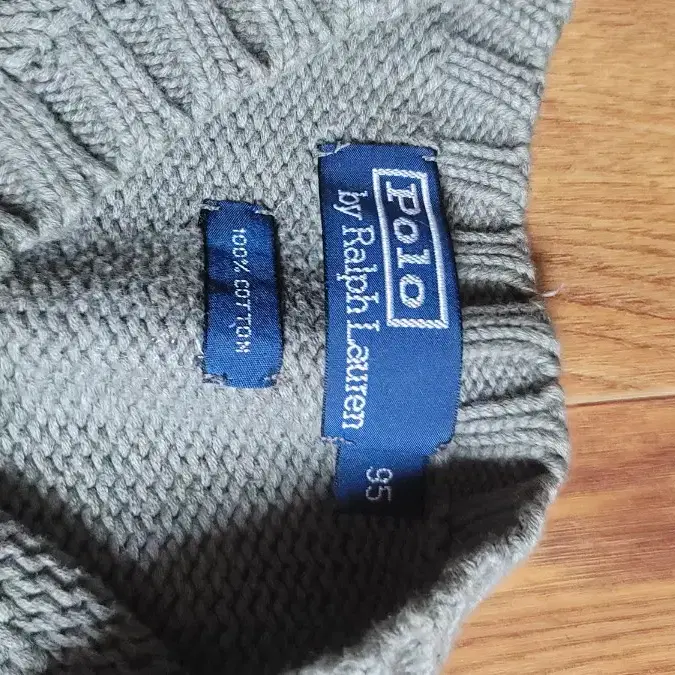 Polo
by Ralph Lauren
95
100% COTTON